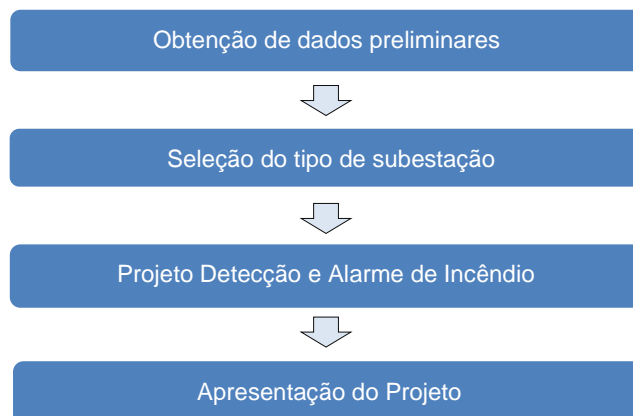 Obtenção de dados preliminares
Seleção do tipo de subestação
Projeto Detecção e Alarme de Incêndio
Apresentação do Projeto